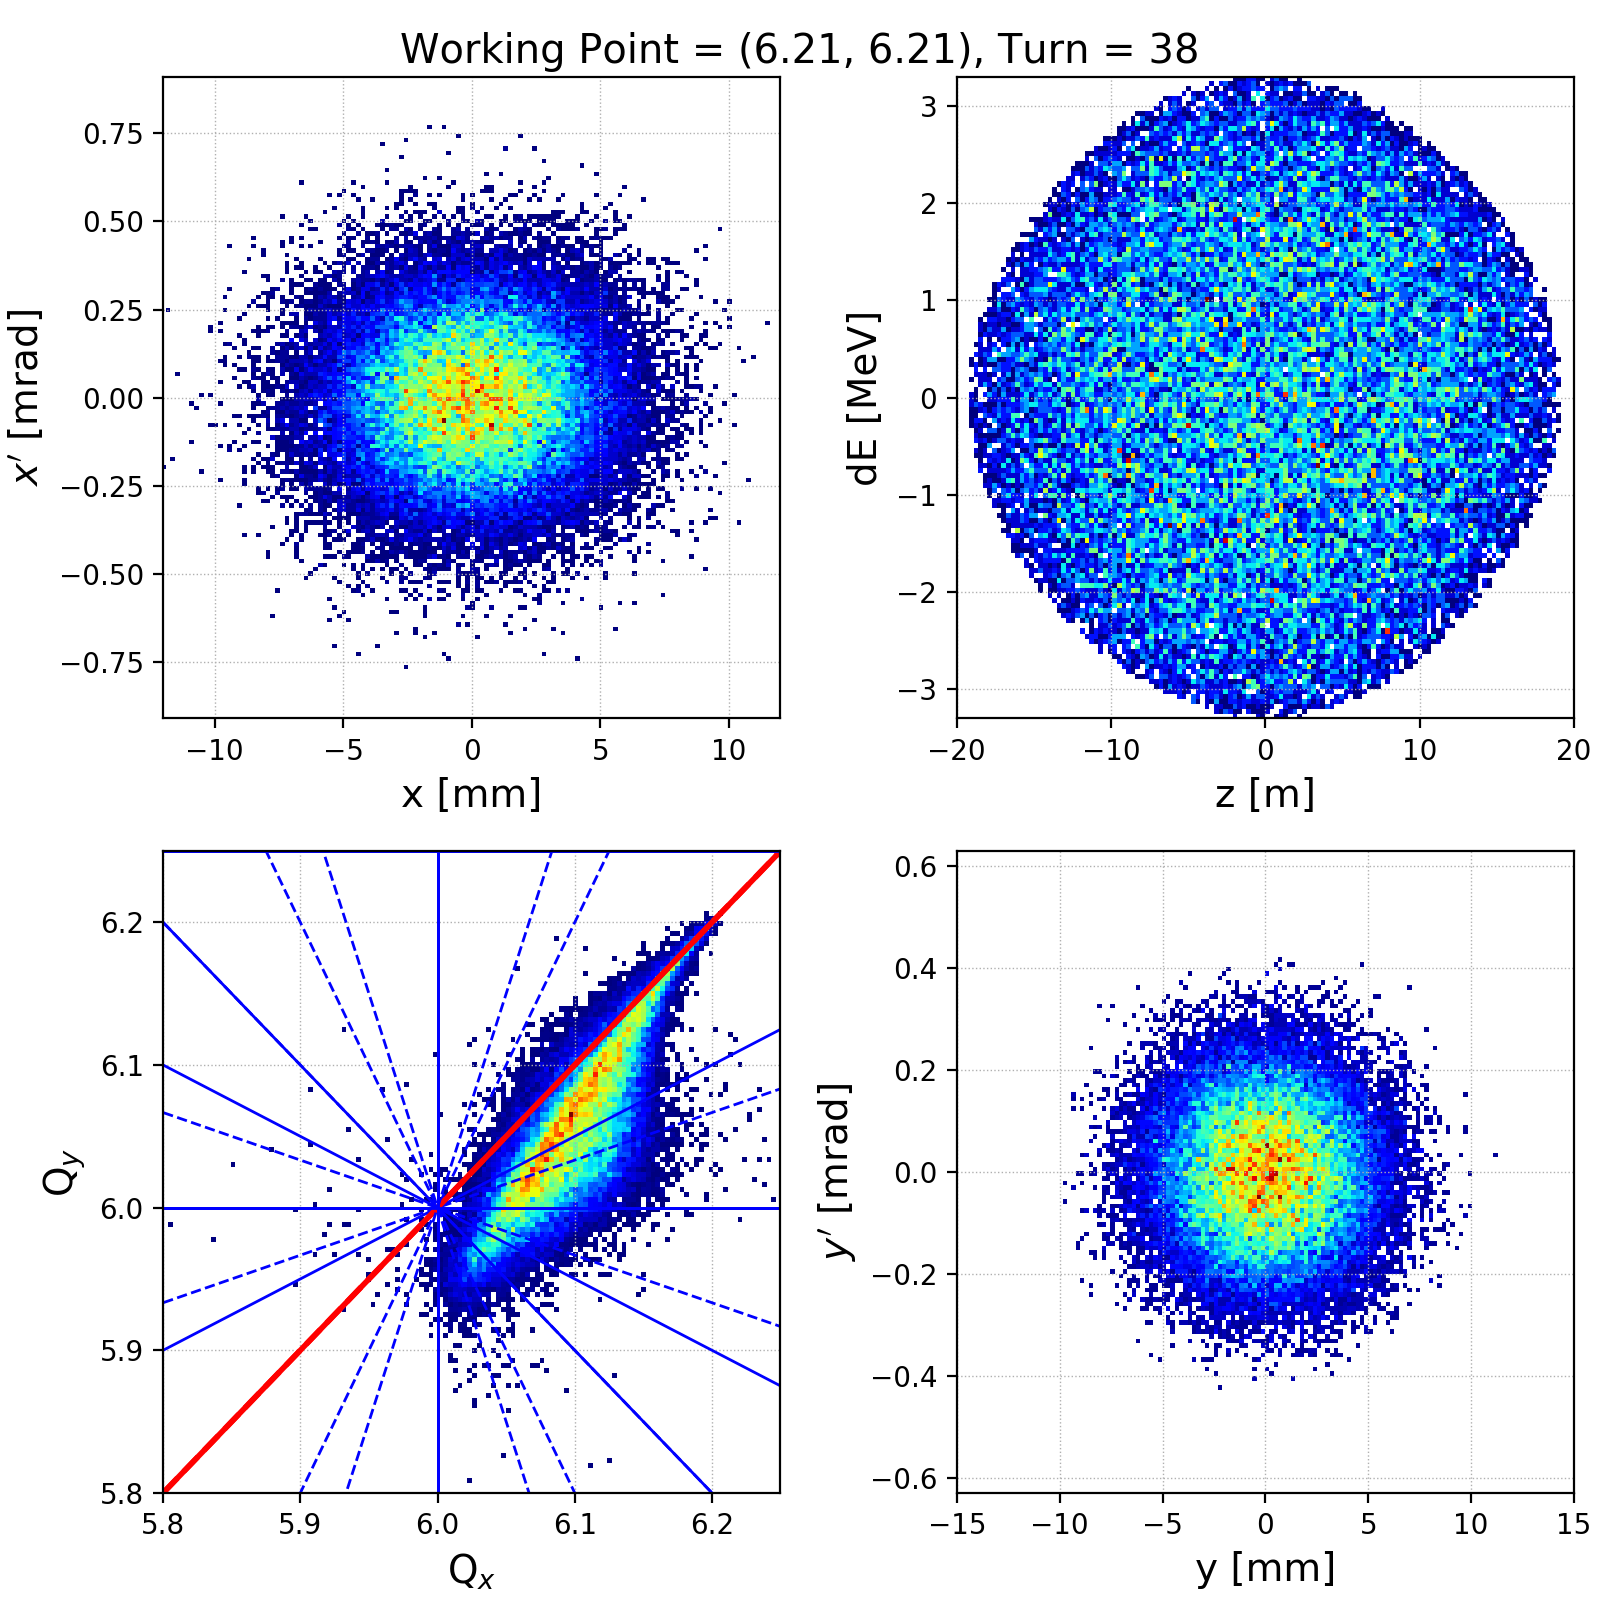 Working Point = (6.21, 6.21), Turn = 38
0.75
0.50
0.25
0.00
−0.25
−0.50
−0.75
x′ [mrad]
−10 −5 0 5 10
x [mm]
3
2
1
0
−1
−2
−3
dE [MeV]
−20 −10 0 10 20
z [m]
6.2
6.1
6.0
5.9
5.8
Qy
5.8 5.9 6.0 6.1 6.2
Qx
0.6
0.4
0.2
0.0
−0.2
−0.4
−0.6
y′ [mrad]
−15 −10 −5 0 5 10 15
y [mm]